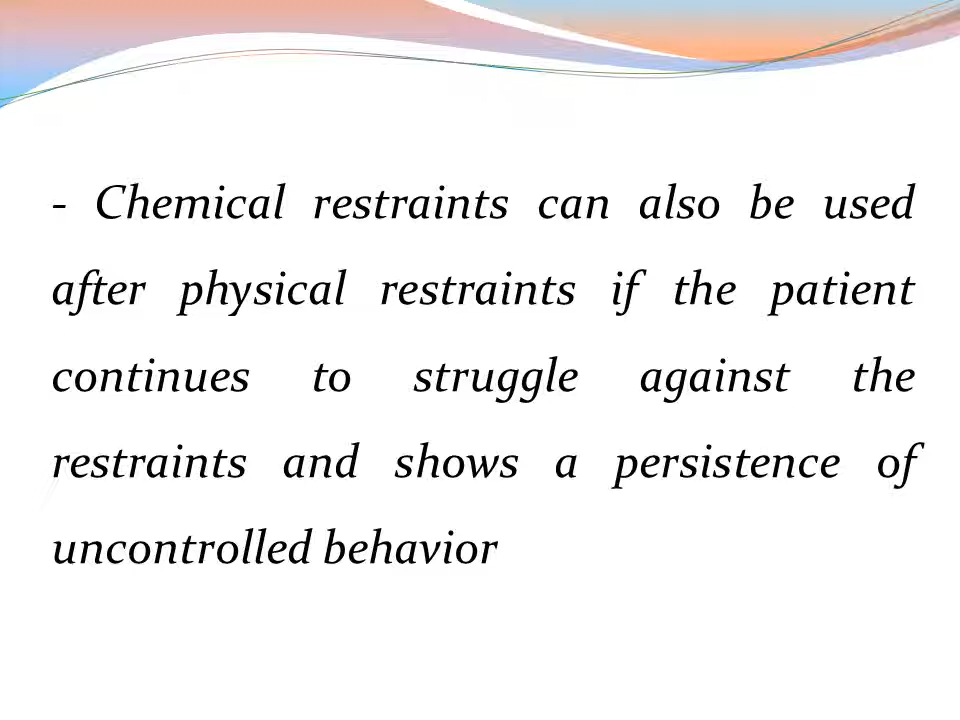 - Chemical restraints can also be used
after physical restraints if the patient
continues to struggle against the
restraints and shows a persistence of
uncontrolled behavior